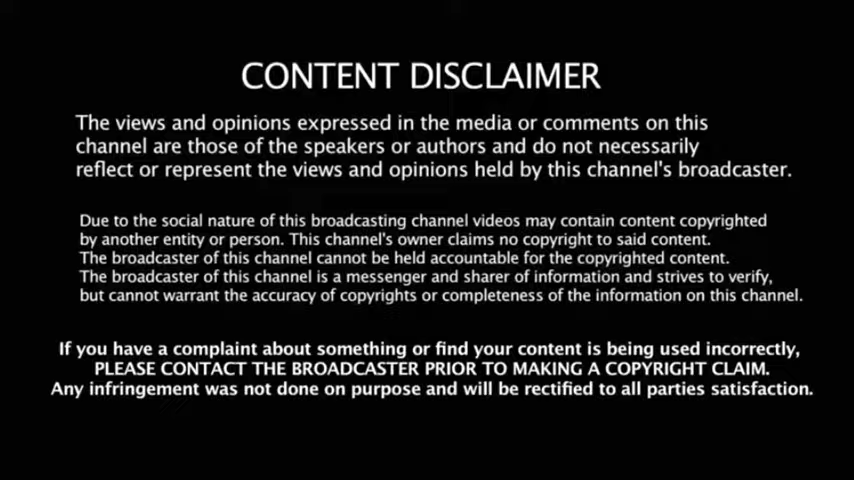 CONTENT DISCLAIMER
The views and opinions expressed in the media or comments on this
channel are those of the speakers or authors and do not necessarily
reflect or represent the views and opinions held by this channel's broadcaster.
Due to the social nature of this broadcasting channel videos may contain content copyrighted
by another entity or person. This channel's owner claims no copyright to said content.
The broadcaster of this channel cannot be held accountable for the copyrighted content.
The broadcaster of this channel is a messenger and sharer of information and strives to verify,
but cannot warrant the accuracy of copyrights or completeness of the information on this channel.
If you have a complaint about something or find your content is being used incorrectly,
PLEASE CONTACT THE BROADCASTER PRIOR TO MAKING A COPYRIGHT CLAIM.
Any infringement was not done on purpose and will be rectified to all parties satisfaction.